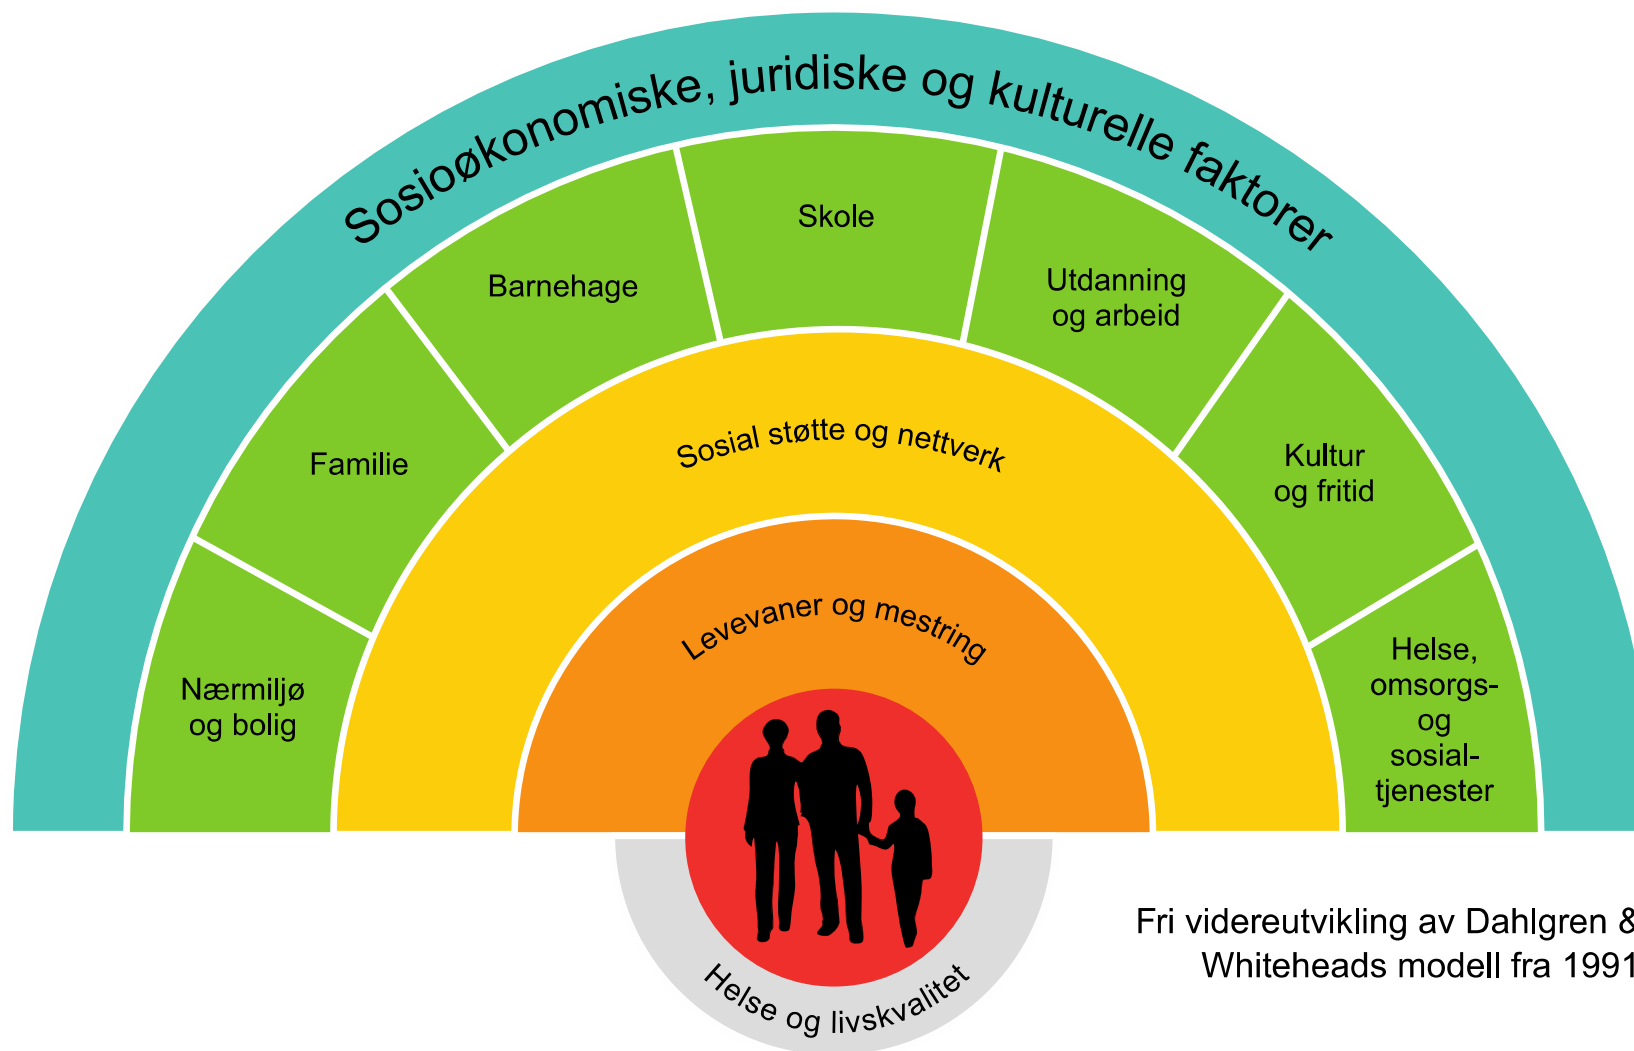 Sosioøkonomiske, juridiske og kulturelle faktorer
Nærmiljø
og bolig
Familie
Barnehage
Skole
Utdanning
og arbeid
Kultur
og fritid
Helse,
omsorgs-
og
sosial-
tjenester
Sosial støtte og nettverk
Levevaner og mestring
Helse og livskvalitet
Fri videreutvikling av Dahlgren &
Whiteheads modell fra 1991